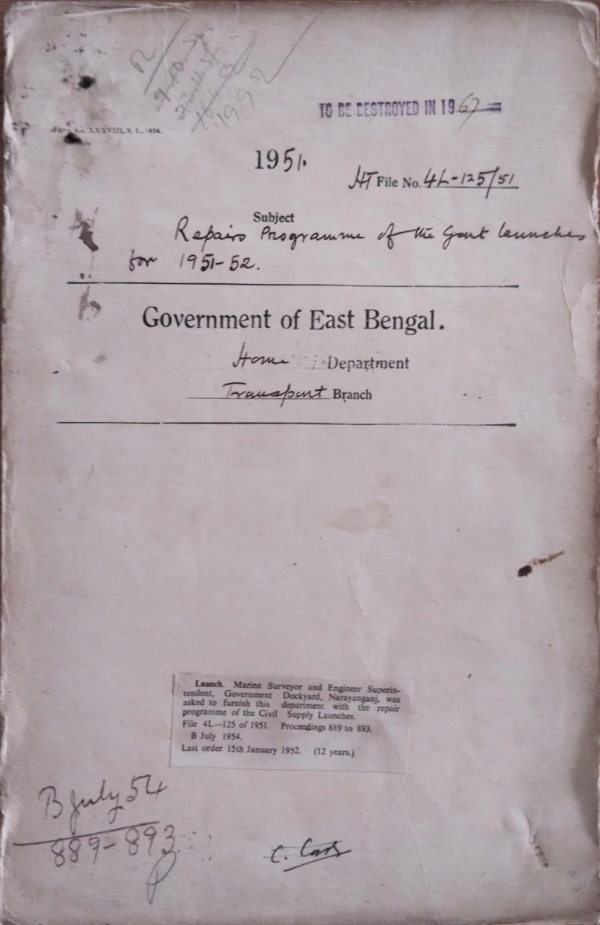 TO BE DESTROYED IN 1967
1992
XXXVIII, S. I.,
1951.
HT File No. 4L-125/51
Subject
Repairs Programme of the Govt launches
for 1951-52.
Government of East Bengal.
Home Department
Transport Branch
Launch. Marine Surveyor and Engineer Superin-
tendent, Government Dockyard, Narayanganj, was
asked to furnish this department with the repair
programme of the Civil Supply Launches.
File 4L—125 of 1951. Proceedings 889 to 893.
B July 1954.
Last order 15th January 1952. (12 years.)
B July 54
889-893